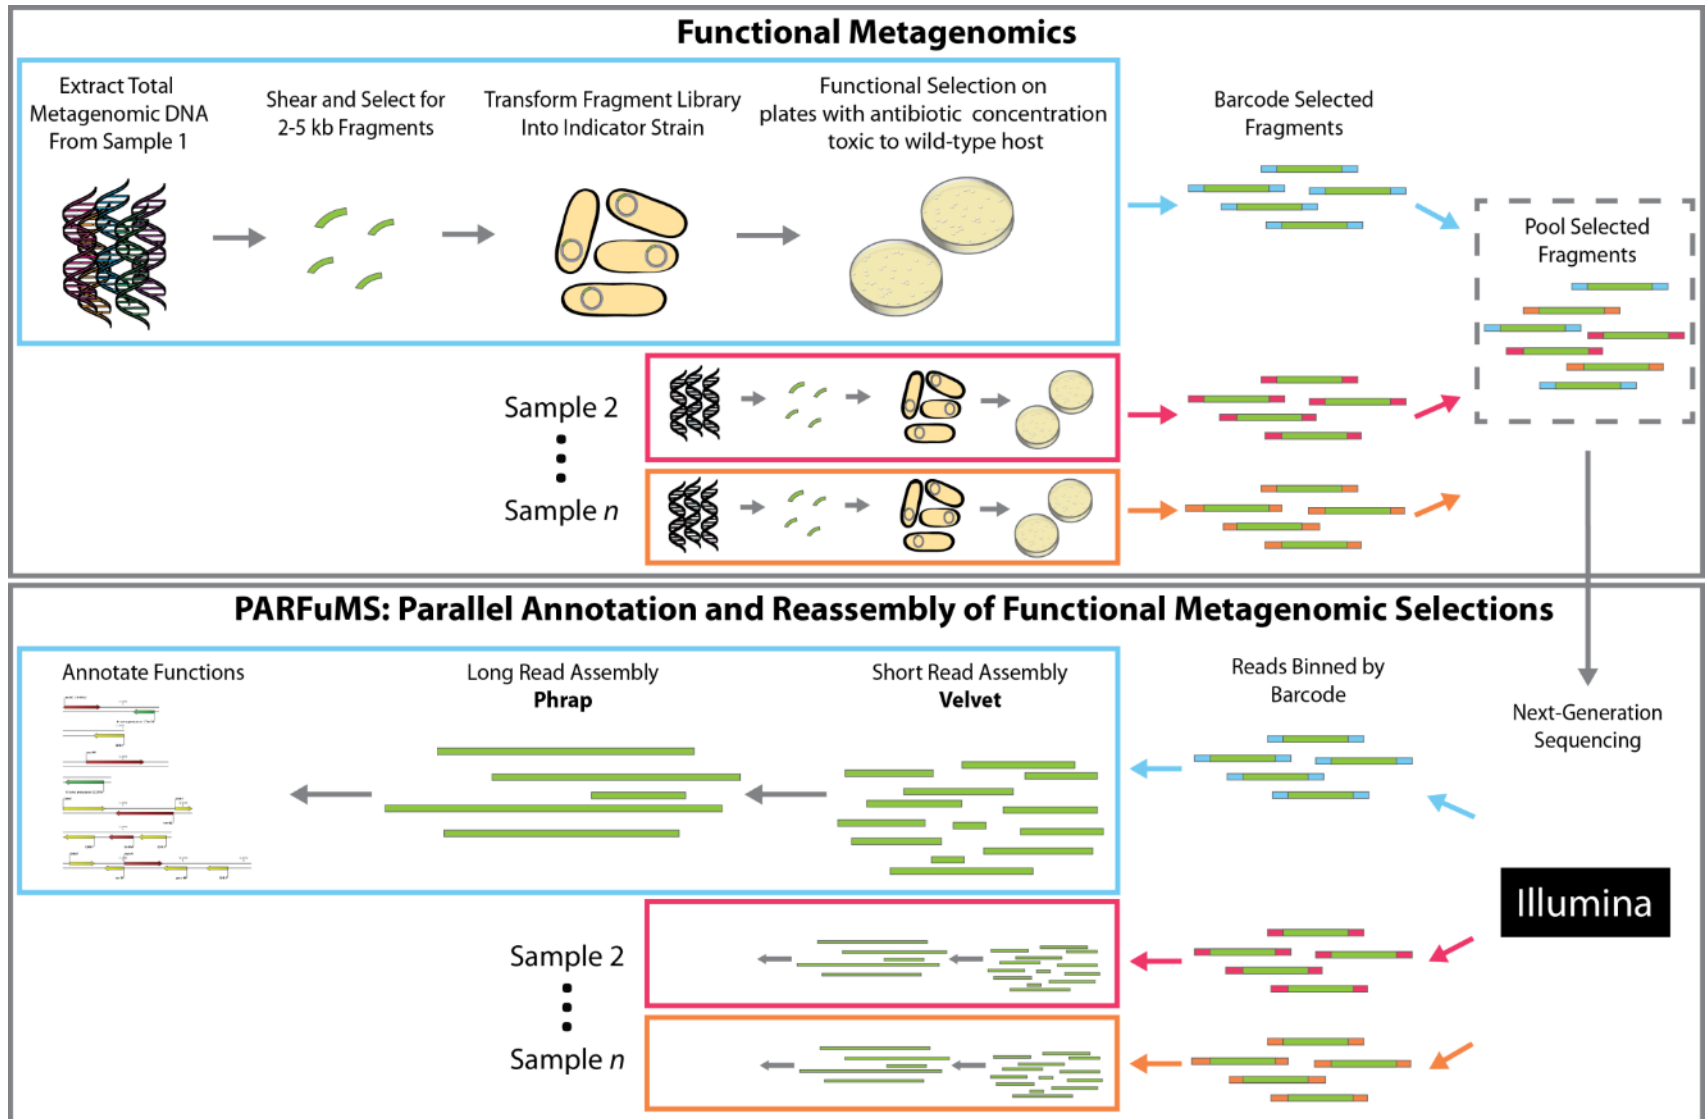 Functional Metagenomics
Extract Total
Metagenomic DNA
From Sample 1
Shear and Select for
2-5 kb Fragments
Transform Fragment Library
Into Indicator Strain
Functional Selection on
plates with antibiotic concentration
toxic to wild-type host
Barcode Selected
Fragments
Pool Selected
Fragments
Sample 2
Sample n
PARFuMS: Parallel Annotation and Reassembly of Functional Metagenomic Selections
Annotate Functions
Long Read Assembly
Phrap
Short Read Assembly
Velvet
Reads Binned by
Barcode
Next-Generation
Sequencing
Illumina
Sample 2
Sample n